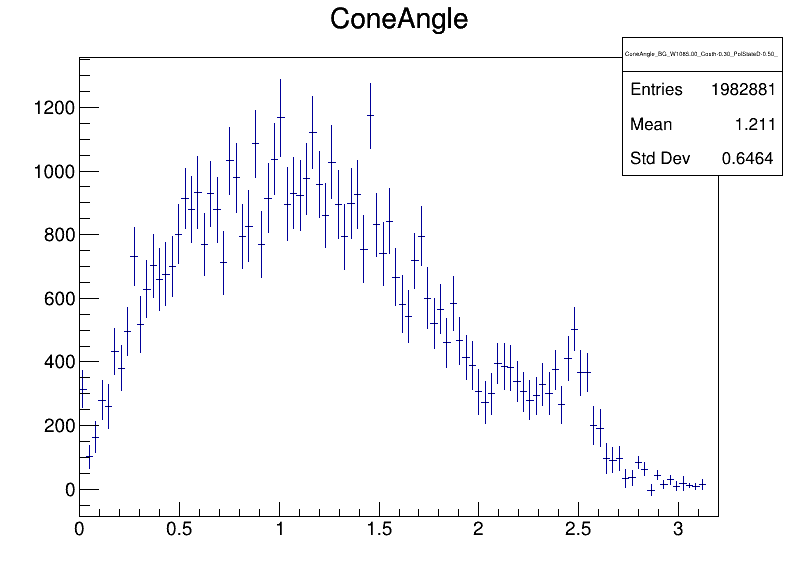 ConeAngle
ConeAngle_BG_W1085.00_Costh-0.30_PolStateD-0.50_
Entries 1982881
Mean 1.211
Std Dev 0.6464
1200
1000
800
600
400
200
0
0 0.5 1 1.5 2 2.5 3